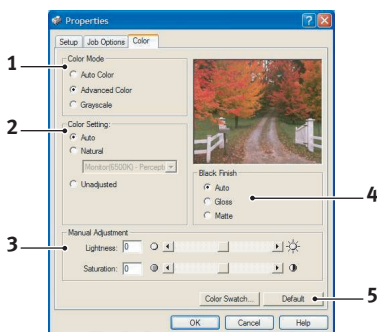 Properties
Setup Job Options Color
1
Color Mode
Auto Color
Advanced Color
Grayscale
2
Color Setting:
Auto
Natural
Monitor(6500K) - Percepti
Unadjusted
Black Finish
Auto
Gloss
Matte
4
Manual Adjustment
3
Lightness: 0
Saturation: 0
Color Swatch... Default
5
OK Cancel Help